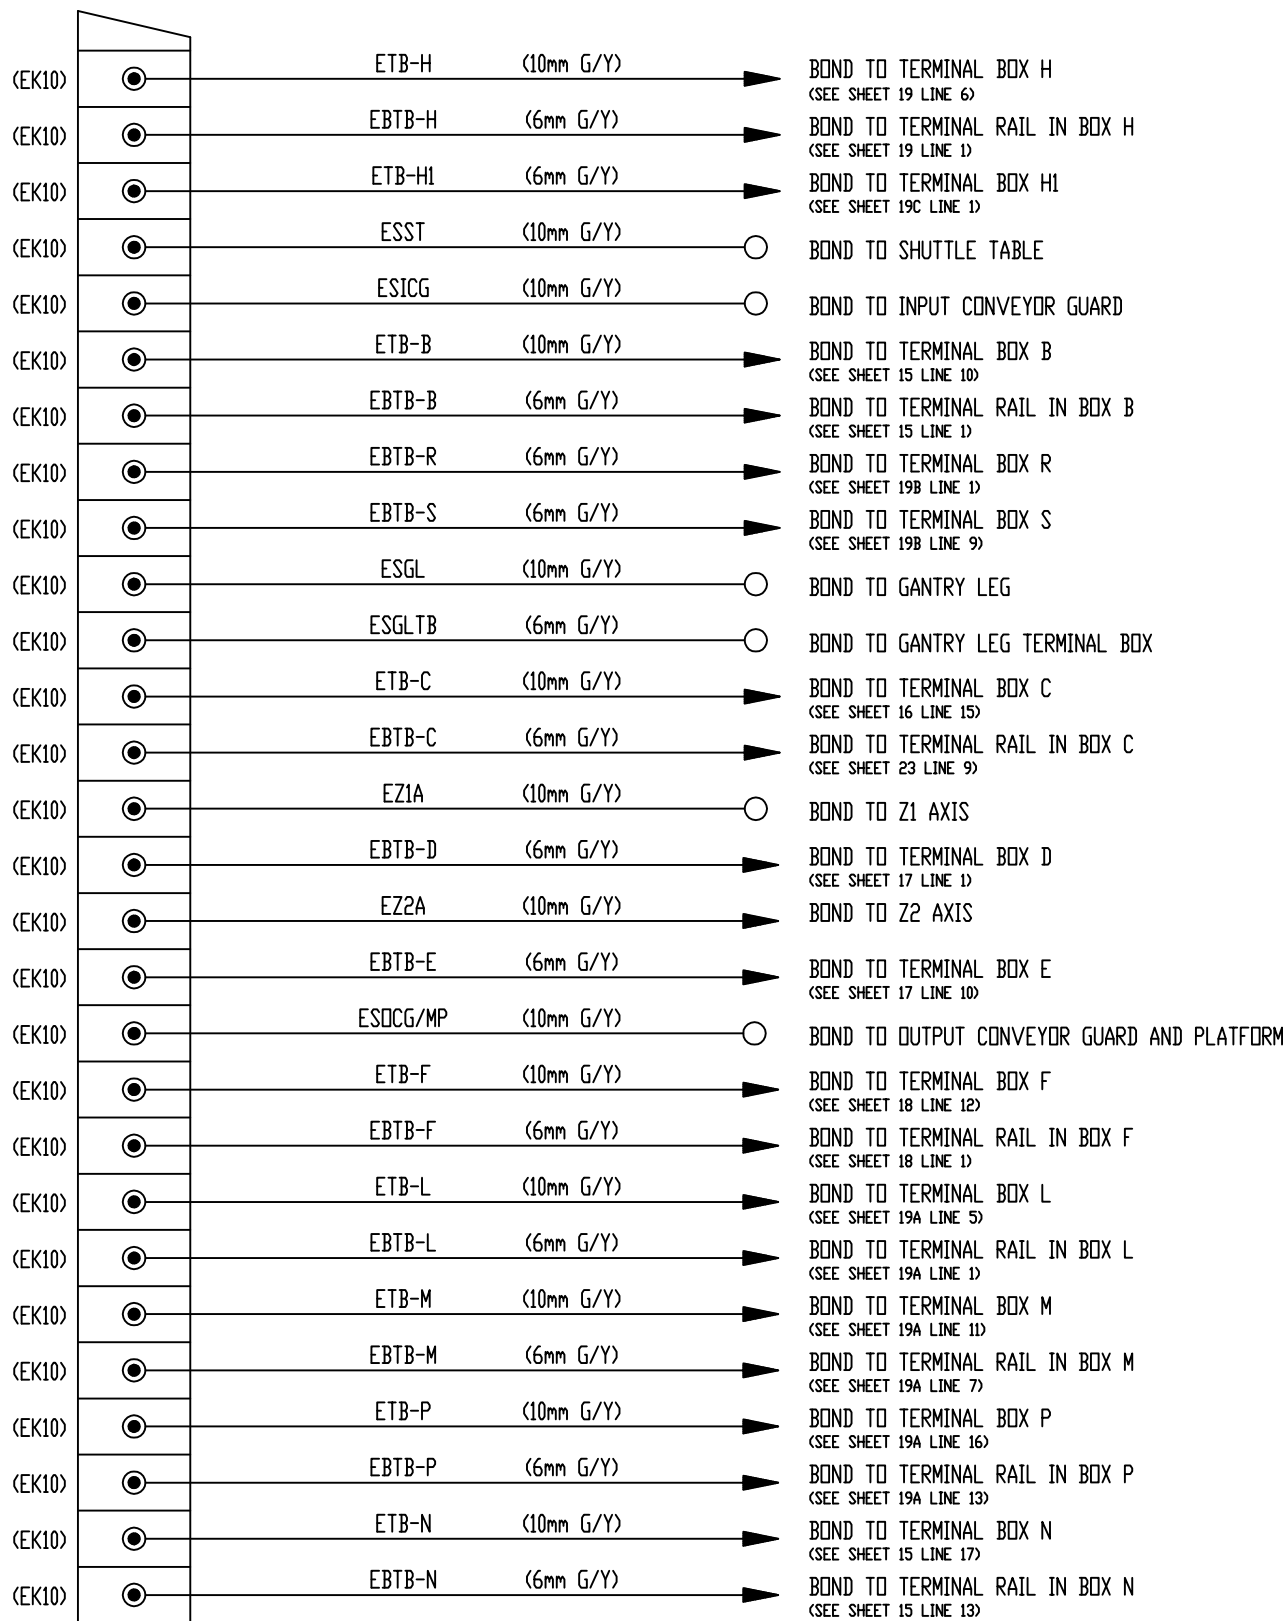 (EK10) ETB-H (10mm G/Y) BOND TO TERMINAL BOX H
(SEE SHEET 19 LINE 6)
(EK10) EBTB-H (6mm G/Y) BOND TO TERMINAL RAIL IN BOX H
(SEE SHEET 19 LINE 1)
(EK10) ETB-H1 (6mm G/Y) BOND TO TERMINAL BOX H1
(SEE SHEET 19C LINE 1)
(EK10) ESST (10mm G/Y) BOND TO SHUTTLE TABLE
(EK10) ESICG (10mm G/Y) BOND TO INPUT CONVEYOR GUARD
(EK10) ETB-B (10mm G/Y) BOND TO TERMINAL BOX B
(SEE SHEET 15 LINE 10)
(EK10) EBTB-B (6mm G/Y) BOND TO TERMINAL RAIL IN BOX B
(SEE SHEET 15 LINE 1)
(EK10) EBTB-R (6mm G/Y) BOND TO TERMINAL BOX R
(SEE SHEET 19B LINE 1)
(EK10) EBTB-S (6mm G/Y) BOND TO TERMINAL BOX S
(SEE SHEET 19B LINE 9)
(EK10) ESGL (10mm G/Y) BOND TO GANTRY LEG
(EK10) ESGLTB (6mm G/Y) BOND TO GANTRY LEG TERMINAL BOX
(EK10) ETB-C (10mm G/Y) BOND TO TERMINAL BOX C
(SEE SHEET 16 LINE 15)
(EK10) EBTB-C (6mm G/Y) BOND TO TERMINAL RAIL IN BOX C
(SEE SHEET 23 LINE 9)
(EK10) EZ1A (10mm G/Y) BOND TO Z1 AXIS
(EK10) EBTB-D (6mm G/Y) BOND TO TERMINAL BOX D
(SEE SHEET 17 LINE 1)
(EK10) EZ2A (10mm G/Y) BOND TO Z2 AXIS
(EK10) EBTB-E (6mm G/Y) BOND TO TERMINAL BOX E
(SEE SHEET 17 LINE 10)
(EK10) ESOCG/MP (10mm G/Y) BOND TO OUTPUT CONVEYOR GUARD AND PLATFORM
(EK10) ETB-F (10mm G/Y) BOND TO TERMINAL BOX F
(SEE SHEET 18 LINE 12)
(EK10) EBTB-F (6mm G/Y) BOND TO TERMINAL RAIL IN BOX F
(SEE SHEET 18 LINE 1)
(EK10) ETB-L (10mm G/Y) BOND TO TERMINAL BOX L
(SEE SHEET 19A LINE 5)
(EK10) EBTB-L (6mm G/Y) BOND TO TERMINAL RAIL IN BOX L
(SEE SHEET 19A LINE 1)
(EK10) ETB-M (10mm G/Y) BOND TO TERMINAL BOX M
(SEE SHEET 19A LINE 11)
(EK10) EBTB-M (6mm G/Y) BOND TO TERMINAL RAIL IN BOX M
(SEE SHEET 19A LINE 7)
(EK10) ETB-P (10mm G/Y) BOND TO TERMINAL BOX P
(SEE SHEET 19A LINE 16)
(EK10) EBTB-P (6mm G/Y) BOND TO TERMINAL RAIL IN BOX P
(SEE SHEET 19A LINE 13)
(EK10) ETB-N (10mm G/Y) BOND TO TERMINAL BOX N
(SEE SHEET 15 LINE 17)
(EK10) EBTB-N (6mm G/Y) BOND TO TERMINAL RAIL IN BOX N
(SEE SHEET 15 LINE 13)